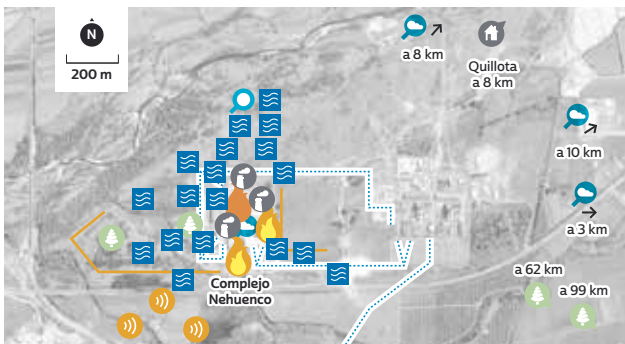 N
200 m
a 8 km
Quillota
a 8 km
a 10 km
a 3 km
a 62 km
a 99 km
Complejo
Nehuenco